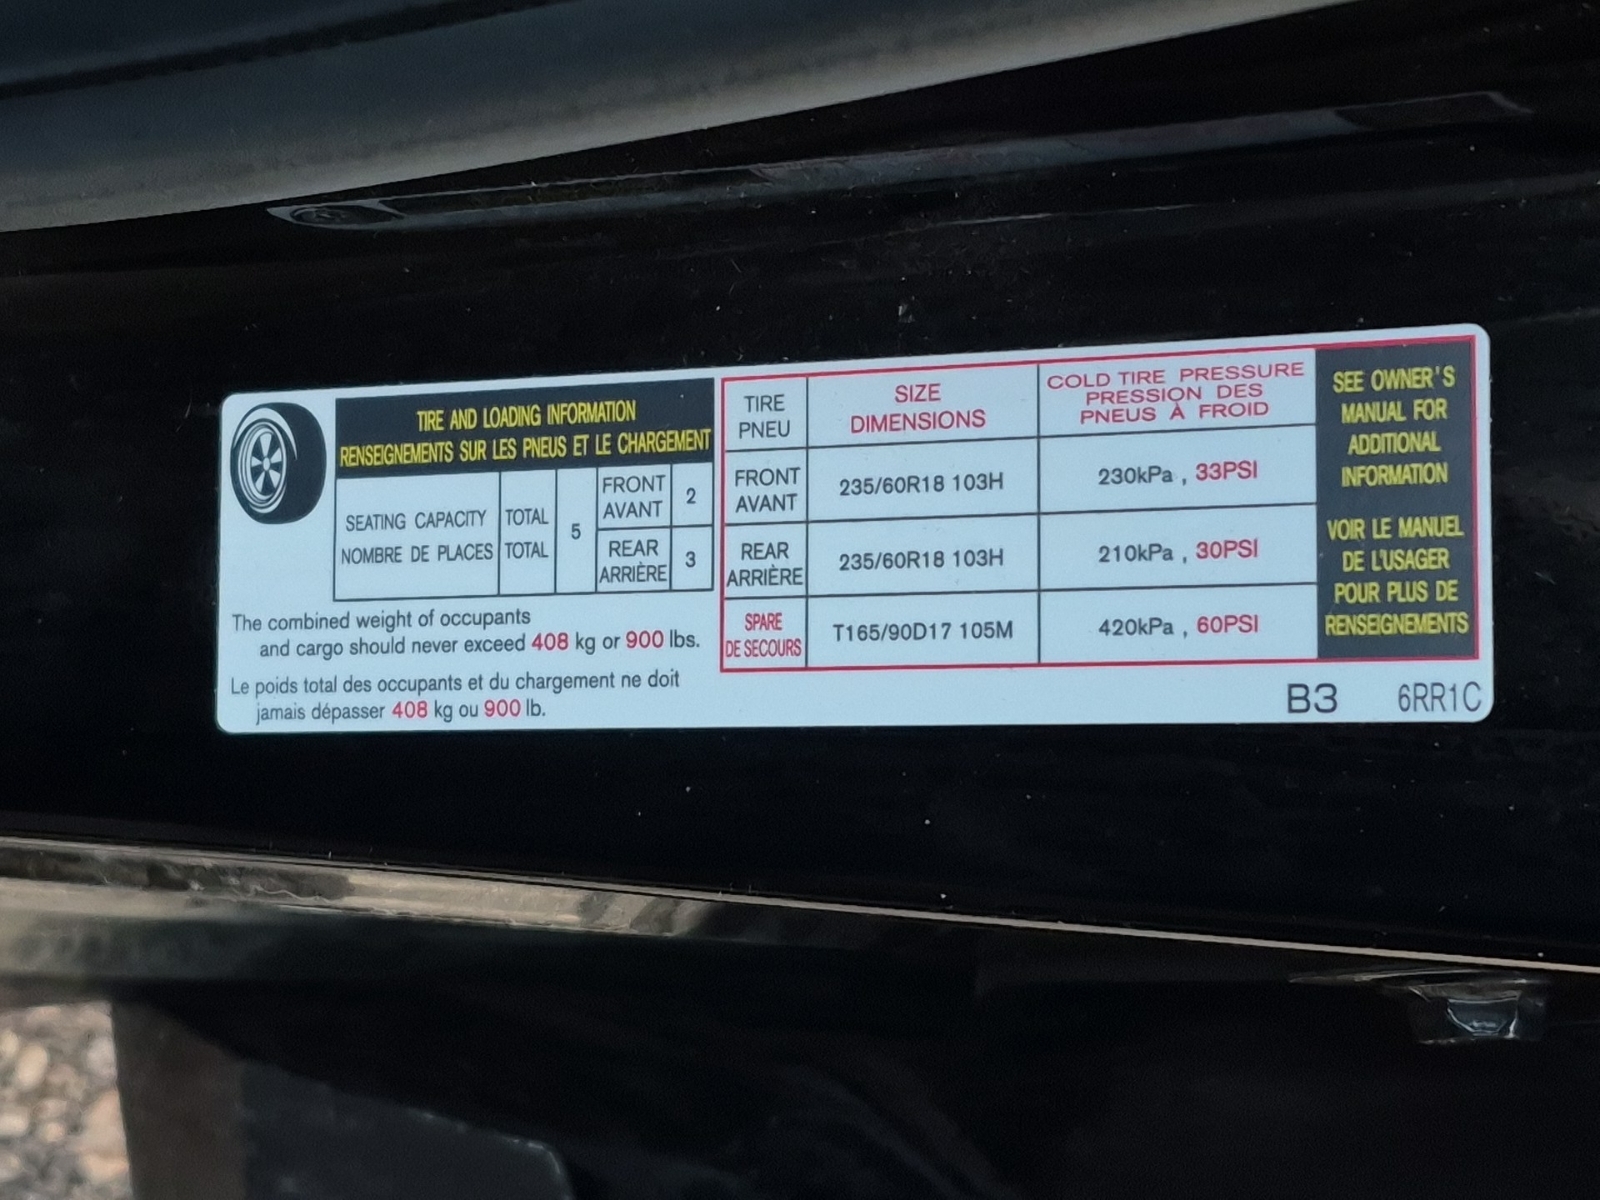 TIRE AND LOADING INFORMATION
RENSEIGNEMENTS SUR LES PNEUS ET LE CHARGEMENT
SEATING CAPACITY
NOMBRE DE PLACES
TOTAL
TOTAL
5
FRONT
AVANT
2
REAR
ARRIÈRE
3
The combined weight of occupants
and cargo should never exceed 408 kg or 900 lbs.
Le poids total des occupants et du chargement ne doit
jamais dépasser 408 kg ou 900 lb.
TIRE
PNEU
SIZE
DIMENSIONS
COLD TIRE PRESSURE
PRESSION DES
PNEUS À FROID
FRONT
AVANT
235/60R18 103H
230kPa , 33PSI
REAR
ARRIÈRE
235/60R18 103H
210kPa , 30PSI
SPARE
DE SECOURS
T165/90D17 105M
420kPa , 60PSI
SEE OWNER'S
MANUAL FOR
ADDITIONAL
INFORMATION
VOIR LE MANUEL
DE L'USAGER
POUR PLUS DE
RENSEIGNEMENTS
B3 6RR1C